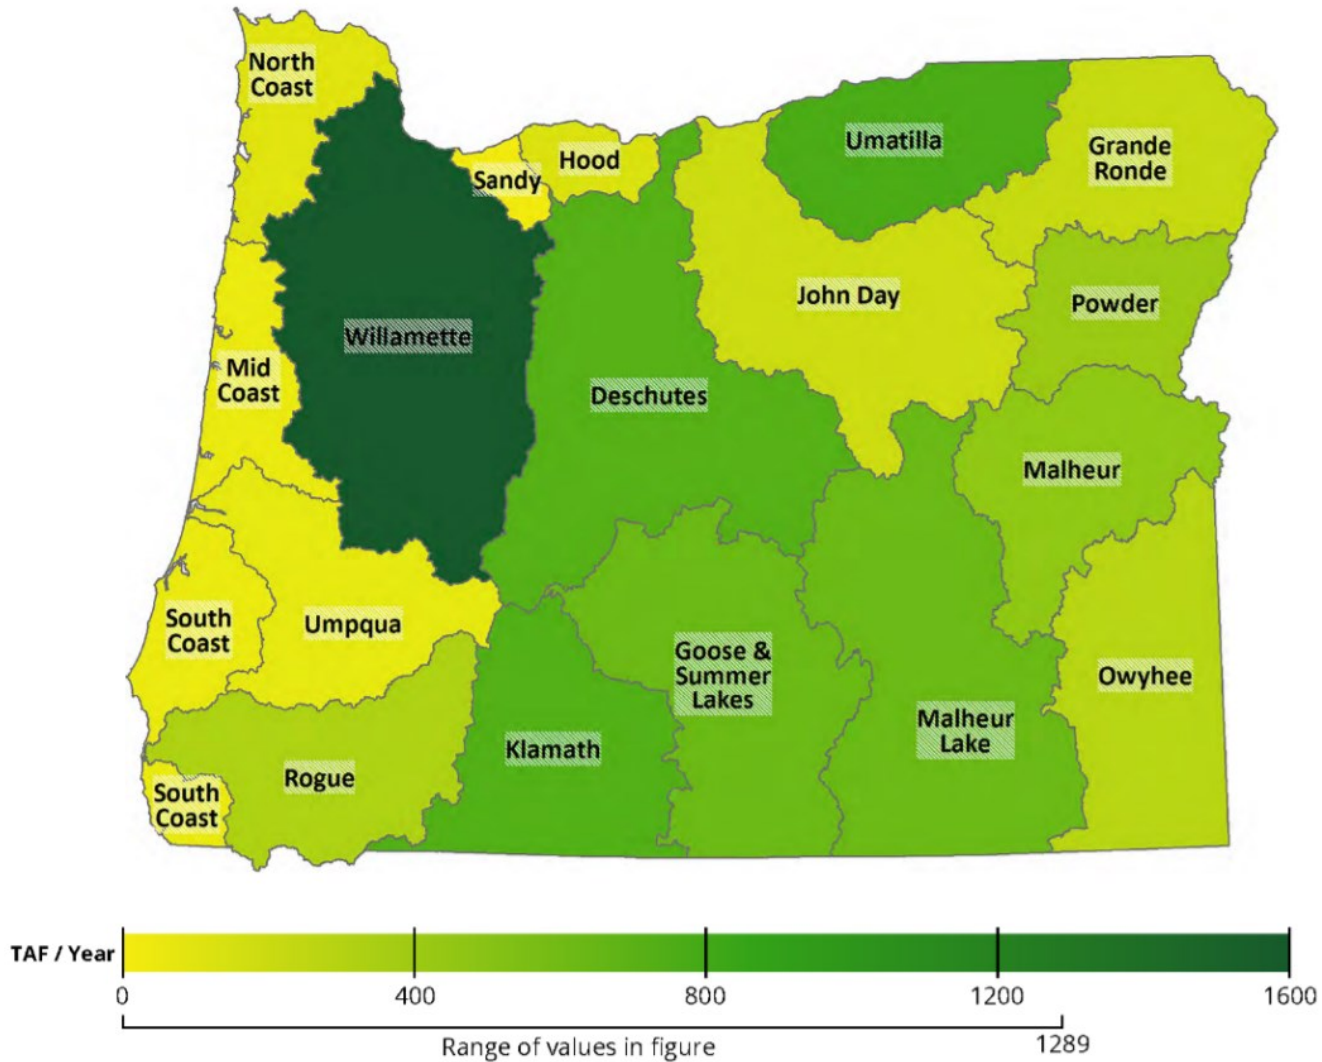 North
Coast
Sandy
Hood
Umatilla
Grande
Ronde
John Day
Powder
Willamette
Mid
Coast
Deschutes
Malheur
South
Coast
Umpqua
Goose &
Summer
Lakes
Owyhee
Malheur
Lake
Klamath
Rogue
South
Coast
TAF / Year
0 400 800 1200 1600
Range of values in figure 1289